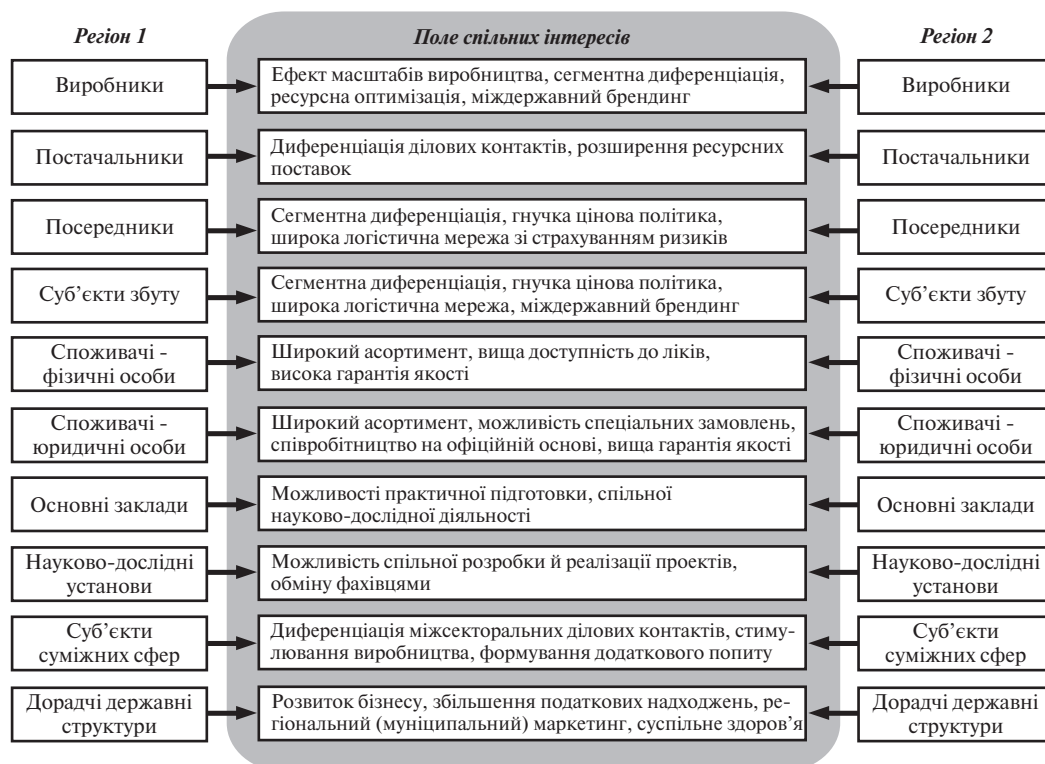 Регіон 1
Поле спільних інтересів
Регіон 2
Виробники
Ефект масштабів виробництва, сегментна диференціація,
ресурсна оптимізація, міждержавний брендинг
Виробники
Постачальники
Диференціація ділових контактів, розширення ресурсних
поставок
Постачальники
Посередники
Сегментна диференціація, гнучка цінова політика,
широка логістична мережа зі страхуванням ризиків
Посередники
Суб’єкти збуту
Сегментна диференціація, гнучка цінова політика,
широка логістична мережа, міждержавний брендинг
Суб’єкти збуту
Споживачі -
фізичні особи
Широкий асортимент, вища доступність до ліків,
висока гарантія якості
Споживачі -
фізичні особи
Споживачі -
юридичні особи
Широкий асортимент, можливість спеціальних замовлень,
співробітництво на офіційній основі, вища гарантія якості
Споживачі -
юридичні особи
Основні заклади
Можливості практичної підготовки, спільної
науково-дослідної діяльності
Основні заклади
Науково-дослідні
установи
Можливість спільної розробки й реалізації проектів,
обміну фахівцями
Науково-дослідні
установи
Суб’єкти
суміжних сфер
Диференціація міжсекторальних ділових контактів, стиму-
лювання виробництва, формування додаткового попиту
Суб’єкти
суміжних сфер
Дорадчі державні
структури
Розвиток бізнесу, збільшення податкових надходжень, ре-
гіональний (муніципальний) маркетинг, суспільне здоров’я
Дорадчі державні
структури